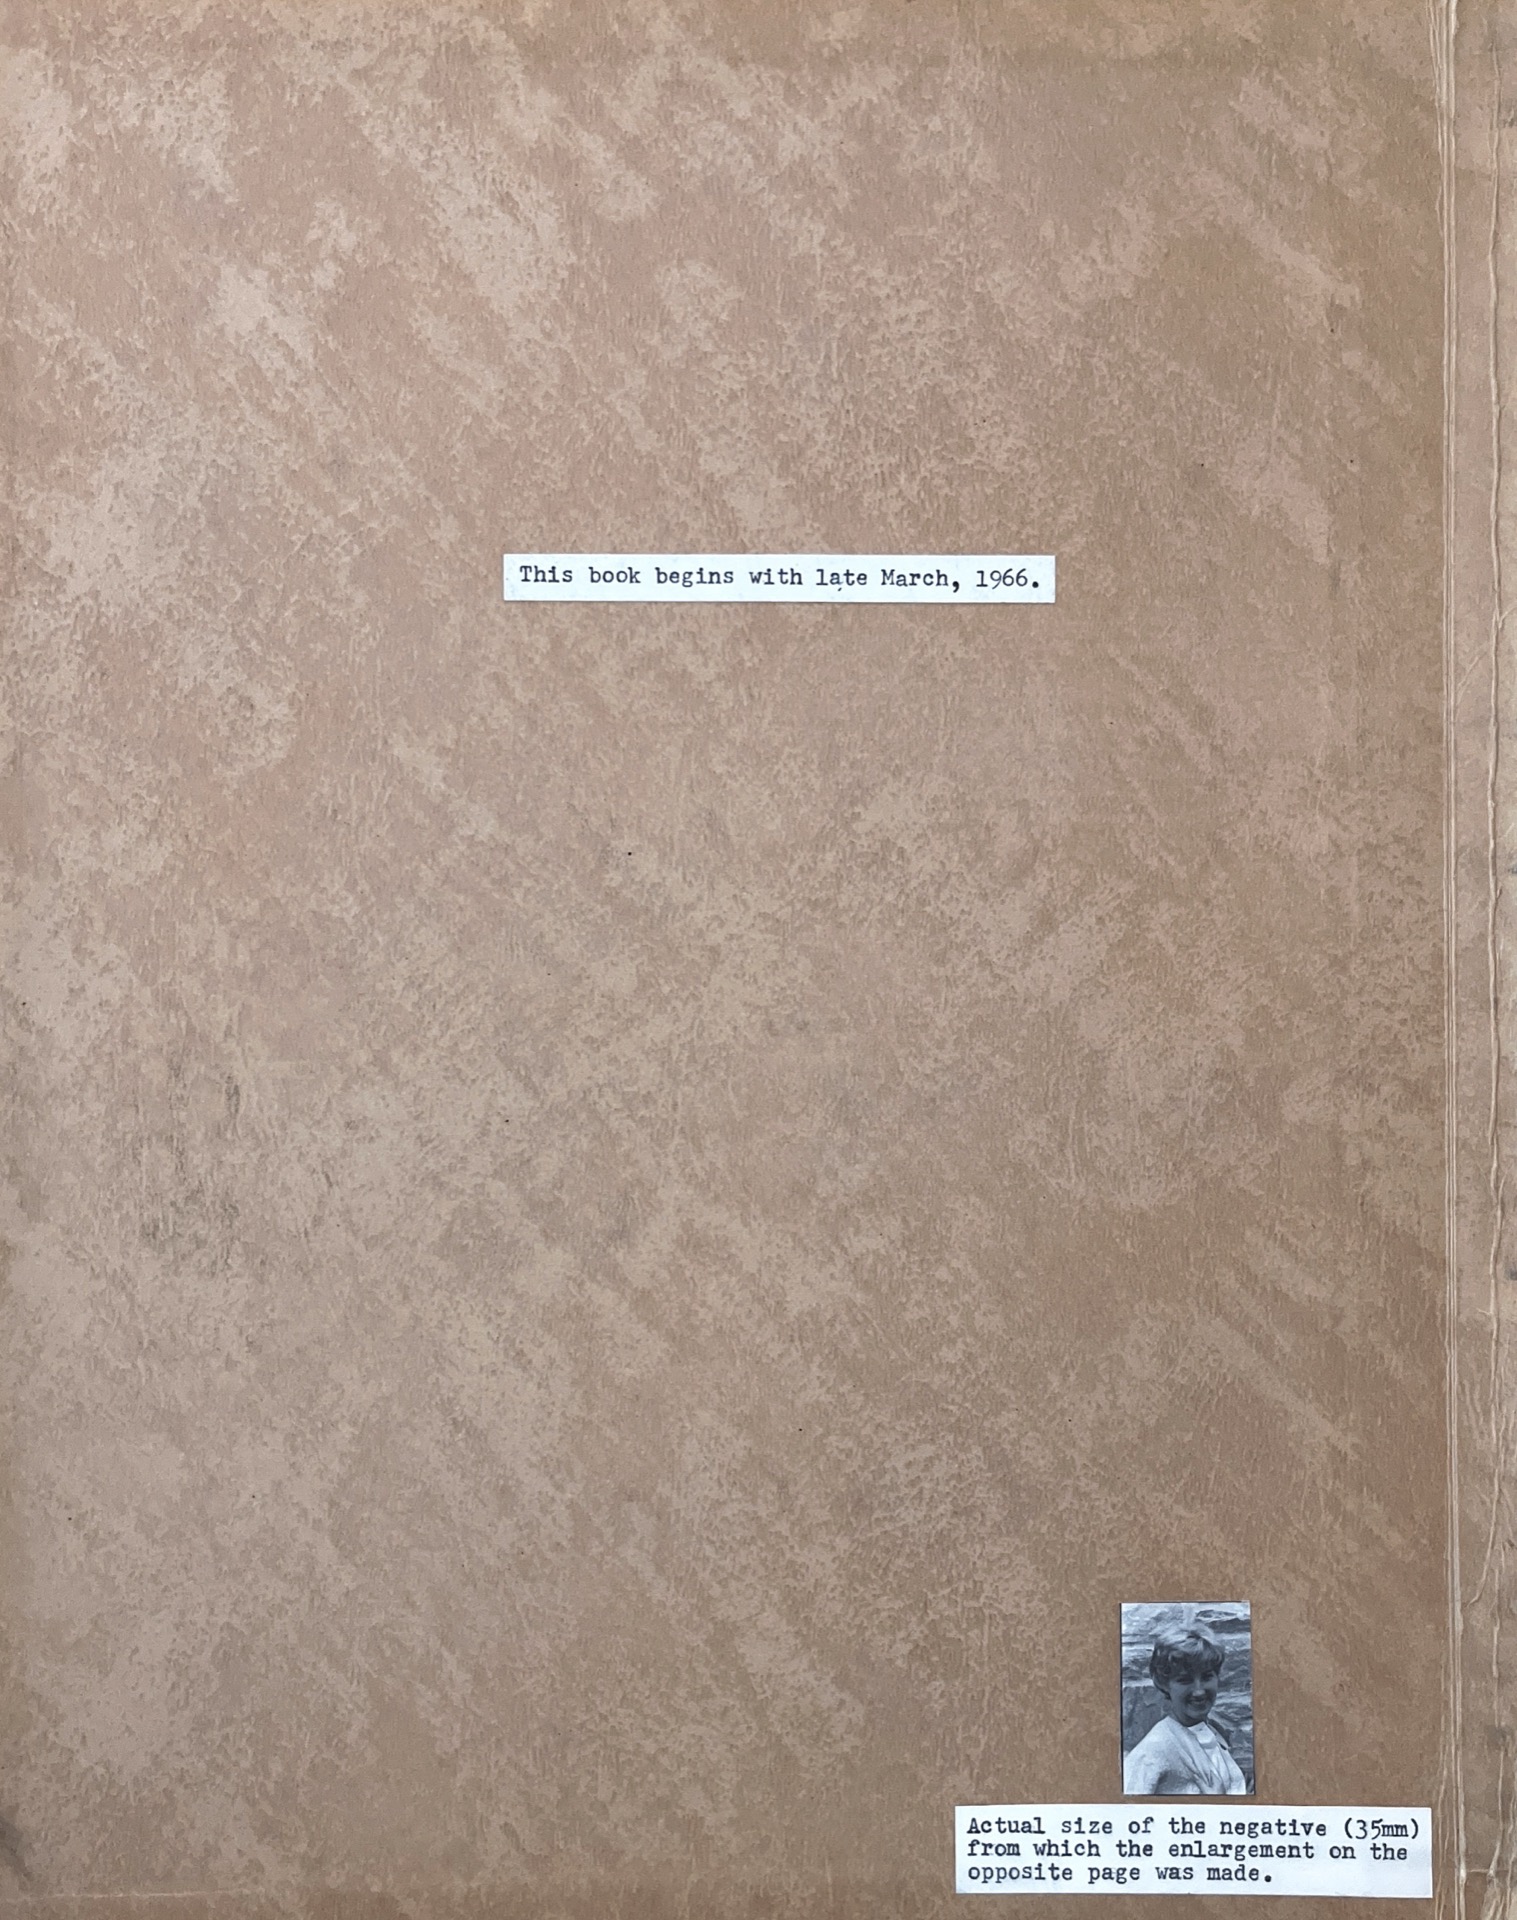 This book begins with late March, 1966.
Actual size of the negative (35mm)
from which the enlargement on the
opposite page was made.